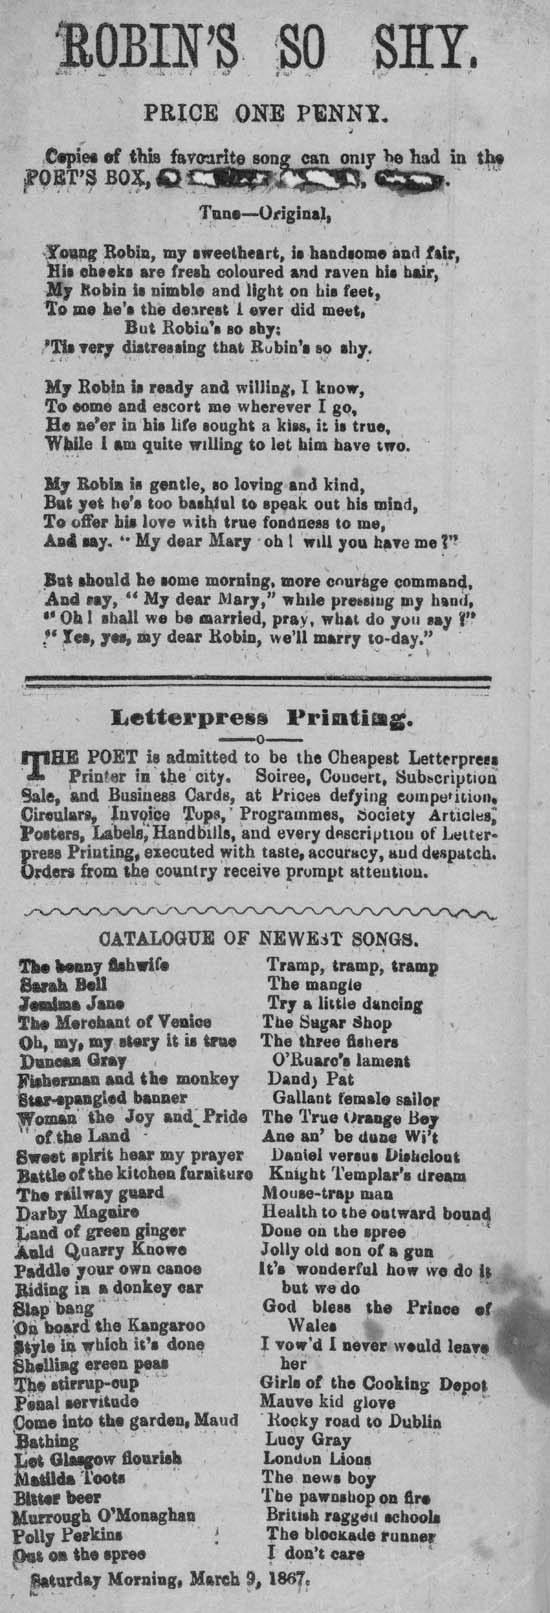 ROBIN'S SO SHY.
PRICE ONE PENNY.
Copies of this favourite song can only be had in the
POET'S BOX,
Tune—Original,
Young Robin, my sweetheart, is handsome and fair,
His cheeks are fresh coloured and raven his hair,
My Robin is nimble and light on his feet,
To me he's the dearest I ever did meet,
But Robin's so shy;
'Tis very distressing that Robin's so shy.
My Robin is ready and willing, I know,
To come and escort me wherever I go,
He ne'er in his life sought a kiss, it is true,
While I am quite willing to let him have two.
My Robin is gentle, so loving and kind,
But yet he's too bashful to speak out his mind,
To offer his love with true fondness to me,
And say. "My dear Mary oh! will you have me?"
But should he some morning, more courage command,
And say, "My dear Mary," while pressing my hand,
"Oh! shall we be married, pray, what do you say?"
"Yes, yes, my dear Robin, we'll marry to-day."
Letterpress Printing.
THE POET is admitted to be the Cheapest Letterpress
Printer in the city. Soiree, Concert, Subscription
Sale, and Business Cards, at Prices defying competition.
Circulars, Invoice Tops, Programmes, Society Articles,
Posters, Labels, Handbills, and every description of Letter-
press Printing, executed with taste, accuracy, and despatch.
Orders from the country receive prompt attention.
CATALOGUE OF NEWEST SONGS.
The bonny fishwife
Sarah Bell
Jemima Jane
The Merchant of Venice
Oh, my, my story it is true
Duncan Gray
Fisherman and the monkey
Star-spangled banner
Woman the Joy and Pride
of the Land
Sweet spirit hear my prayer
Battle of the kitchen furniture
The railway guard
Darby Maguire
Land of green ginger
Auld Quarry Knowe
Paddle your own canoe
Riding in a donkey car
Slap bang
On board the Kangaroo
Style in which it's done
Shelling ereen peas
The stirrup-cup
Penal servitude
Come into the garden, Maud
Bathing
Let Glasgow flourish
Matilda Toots
Bitter beer
Murrough O'Monaghan
Polly Perkins
Out on the spree
Tramp, tramp, tramp
The mangle
Try a little dancing
The Sugar Shop
The three fishers
O'Ruarc's lament
Dandy Pat
Gallant female sailor
The True Orange Boy
Ane an' be dune Wi't
Daniel versus Dishclout
Knight Templar's dream
Mouse-trap man
Health to the outward bound
Done on the spree
Jolly old son of a gun
It's wonderful how we do it
but we do
God bless the Prince of
Wales
I vow'd I never would leave
her
Girls of the Cooking Depot
Mauve kid glove
Rocky road to Dublin
Lucy Gray
London Lions
The news boy
The pawnshop on fire
British ragged schools
The blockade runner
I don't care
Saturday Morning, March 9, 1867.